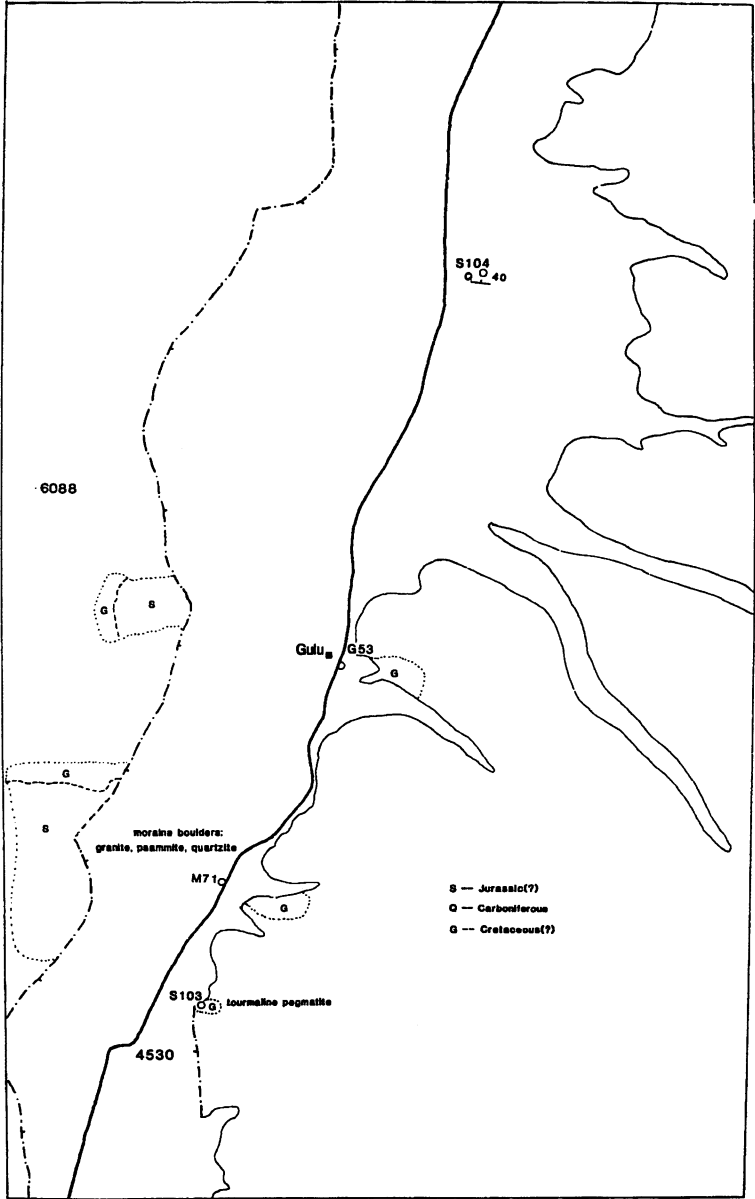 S104
40
Q
6088
G
S
Gulu
G53
G
G
S
moraine boulders:
granite, psammite, quartzite
M71
G
S — Jurassic(?)
Q — Carboniferous
G -- Cretaceous(?)
S103
G
tourmaline pegmatite
4530